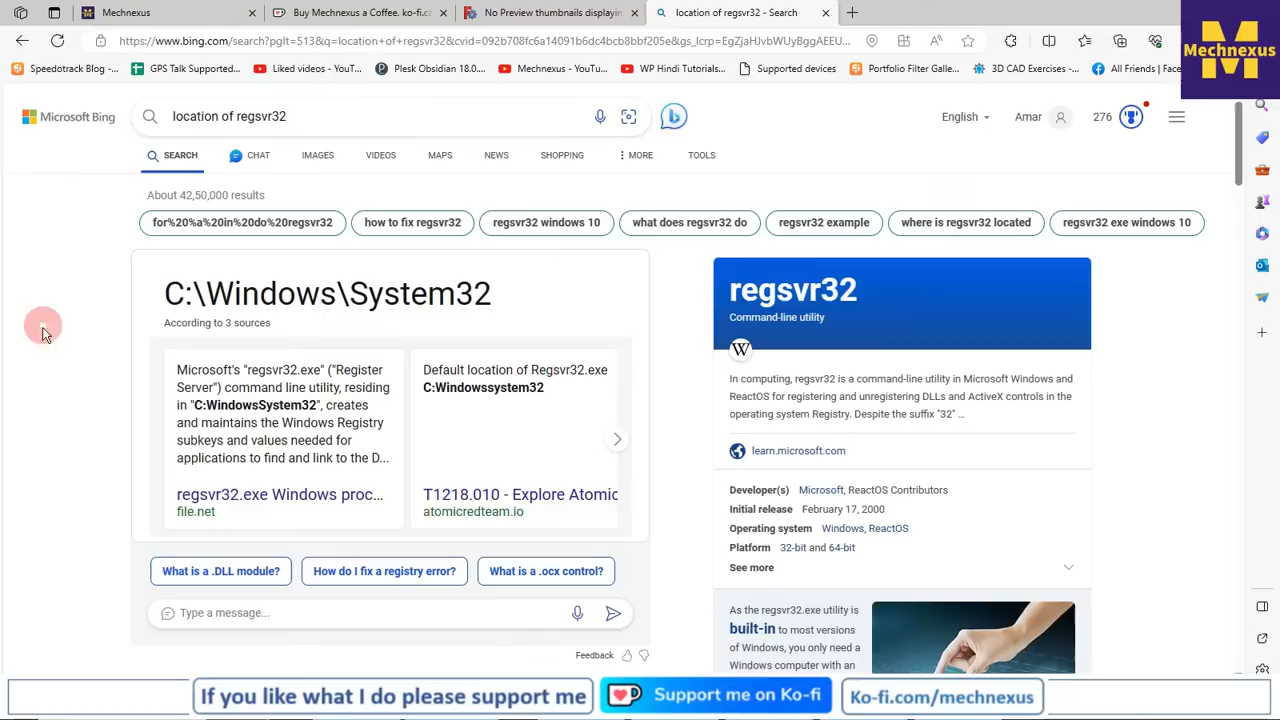 Mechnexus
Buy Mechnexus a Coffee. ko-fi.co
No Preview thumbnails displayin
location of regsvr32 - Search
Mechnexus
https://www.bing.com/search?pglt=513&q=location+of+regsvr32&cvid=
Speedotrack Blog -...
GPS Talk Supported...
Liked videos - YouT...
Plesk Obsidian 18.0....
Mechnexus - YouTu...
WP Hindi Tutorials...
Supported devices
Portfolio Filter Galle...
3D CAD Exercises -...
All Friends | Face
Microsoft Bing
location of regsvr32
English
Amar
276
SEARCH
CHAT
IMAGES
VIDEOS
MAPS
NEWS
SHOPPING
MORE
TOOLS
About 42,50,000 results
for%20%a%20in%20do%20regsvr32
how to fix regsvr32
regsvr32 windows 10
what does regsvr32 do
regsvr32 example
where is regsvr32 located
regsvr32 exe windows 10
C:\Windows\System32
According to 3 sources
Microsoft's "regsvr32.exe" ("Register
Server") command line utility, residing
in "C:WindowsSystem32", creates
and maintains the Windows Registry
subkeys and values needed for
applications to find and link to the D...
regsvr32.exe Windows proc...
file.net
Default location of Regsvr32.exe
C:Windowssystem32
T1218.010 - Explore Atomic
atomicredteam.io
What is a .DLL module?
How do I fix a registry error?
What is a .ocx control?
Type a message...
Feedback
regsvr32
Command-line utility
W
In computing, regsvr32 is a command-line utility in Microsoft Windows and
ReactOS for registering and unregistering DLLs and ActiveX controls in the
operating system Registry. Despite the suffix "32" ...
learn.microsoft.com
Developer(s) Microsoft, ReactOS Contributors
Initial release February 17, 2000
Operating system Windows, ReactOS
Platform 32-bit and 64-bit
See more
As the regsvr32.exe utility is
built-in to most versions
of Windows, you only need a
Windows computer with an
If you like what I do please support me
Support me on Ko-fi
Ko-fi.com/mechnexus